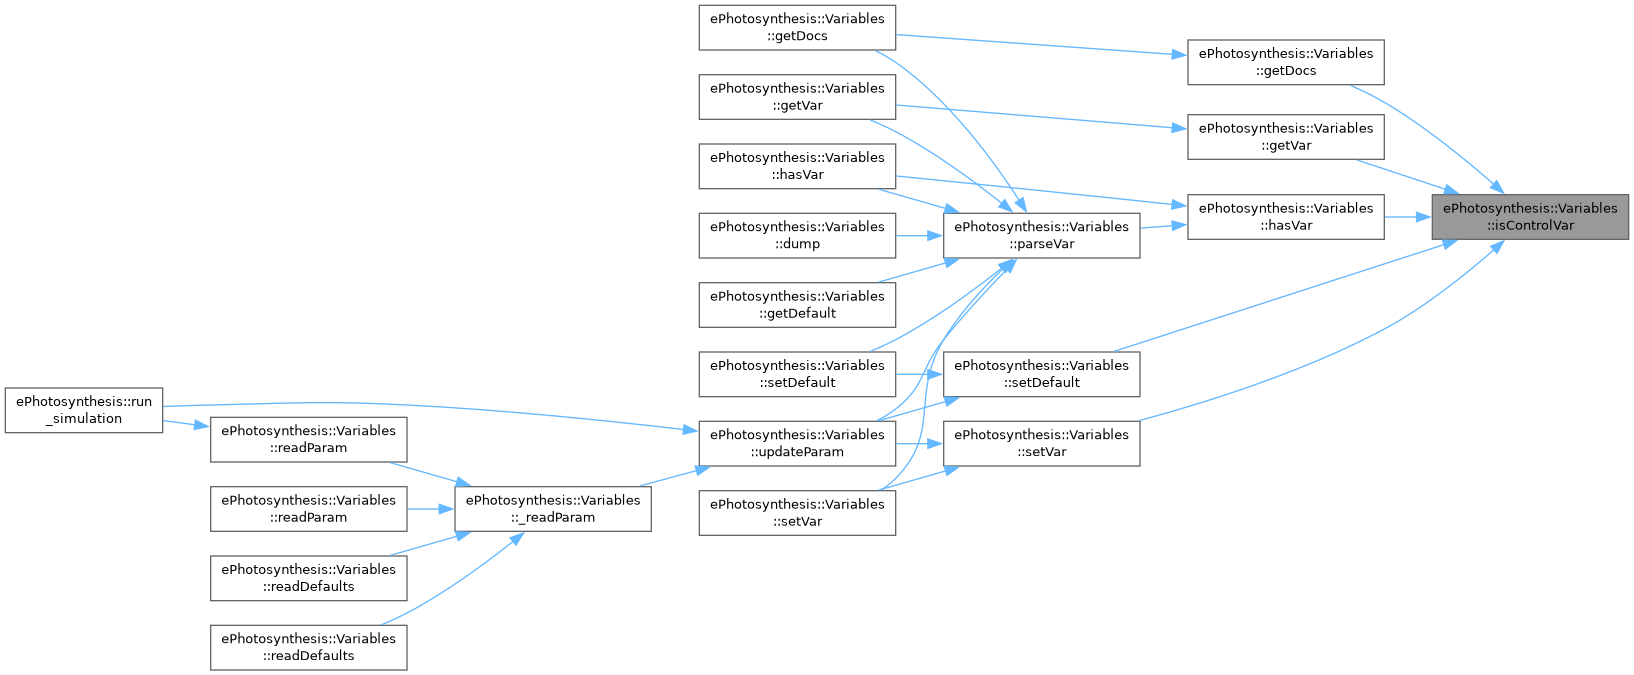 ePhotosynthesis::Variables
::getDocs
ePhotosynthesis::Variables
::getDocs
ePhotosynthesis::Variables
::getVar
ePhotosynthesis::Variables
::getVar
ePhotosynthesis::Variables
::hasVar
ePhotosynthesis::Variables
::hasVar
ePhotosynthesis::Variables
::isControlVar
ePhotosynthesis::Variables
::dump
ePhotosynthesis::Variables
::parseVar
ePhotosynthesis::Variables
::getDefault
ePhotosynthesis::Variables
::setDefault
ePhotosynthesis::Variables
::setDefault
ePhotosynthesis::run
_simulation
ePhotosynthesis::Variables
::readParam
ePhotosynthesis::Variables
::updateParam
ePhotosynthesis::Variables
::setVar
ePhotosynthesis::Variables
::readParam
ePhotosynthesis::Variables
::_readParam
ePhotosynthesis::Variables
::setVar
ePhotosynthesis::Variables
::readDefaults
ePhotosynthesis::Variables
::readDefaults